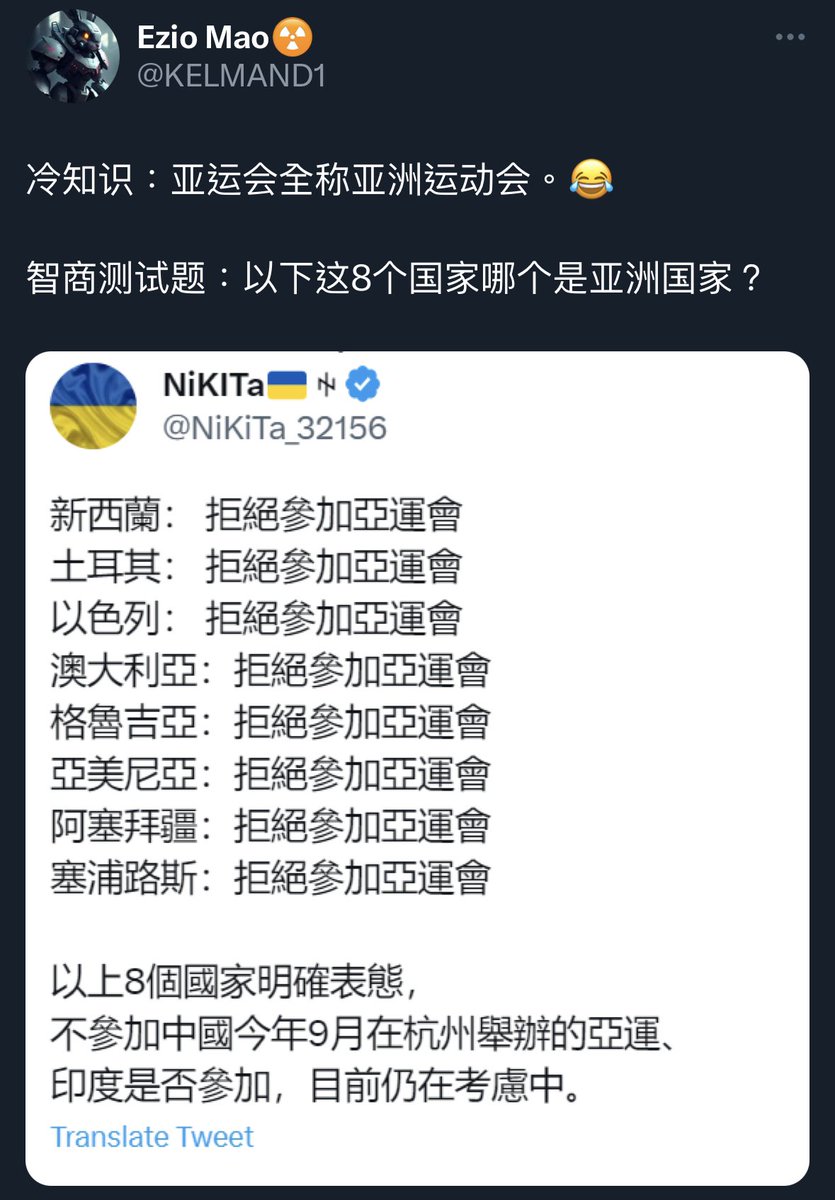 Ezio Mao☢️
@KELMAND1
冷知识：亚运会全称亚洲运动会。😂
智商测试题：以下这8个国家哪个是亚洲国家？
NiKITa🇺🇦
@NiKiTa_32156
新西蘭： 拒絕參加亞運會
土耳其： 拒絕參加亞運會
以色列： 拒絕參加亞運會
澳大利亞：拒絕參加亞運會
格魯吉亞：拒絕參加亞運會
亞美尼亞：拒絕參加亞運會
阿塞拜疆：拒絕參加亞運會
塞浦路斯：拒絕參加亞運會
以上8個國家明確表態，
不參加中國今年9月在杭州舉辦的亞運、
印度是否參加，目前仍在考慮中。
Translate Tweet